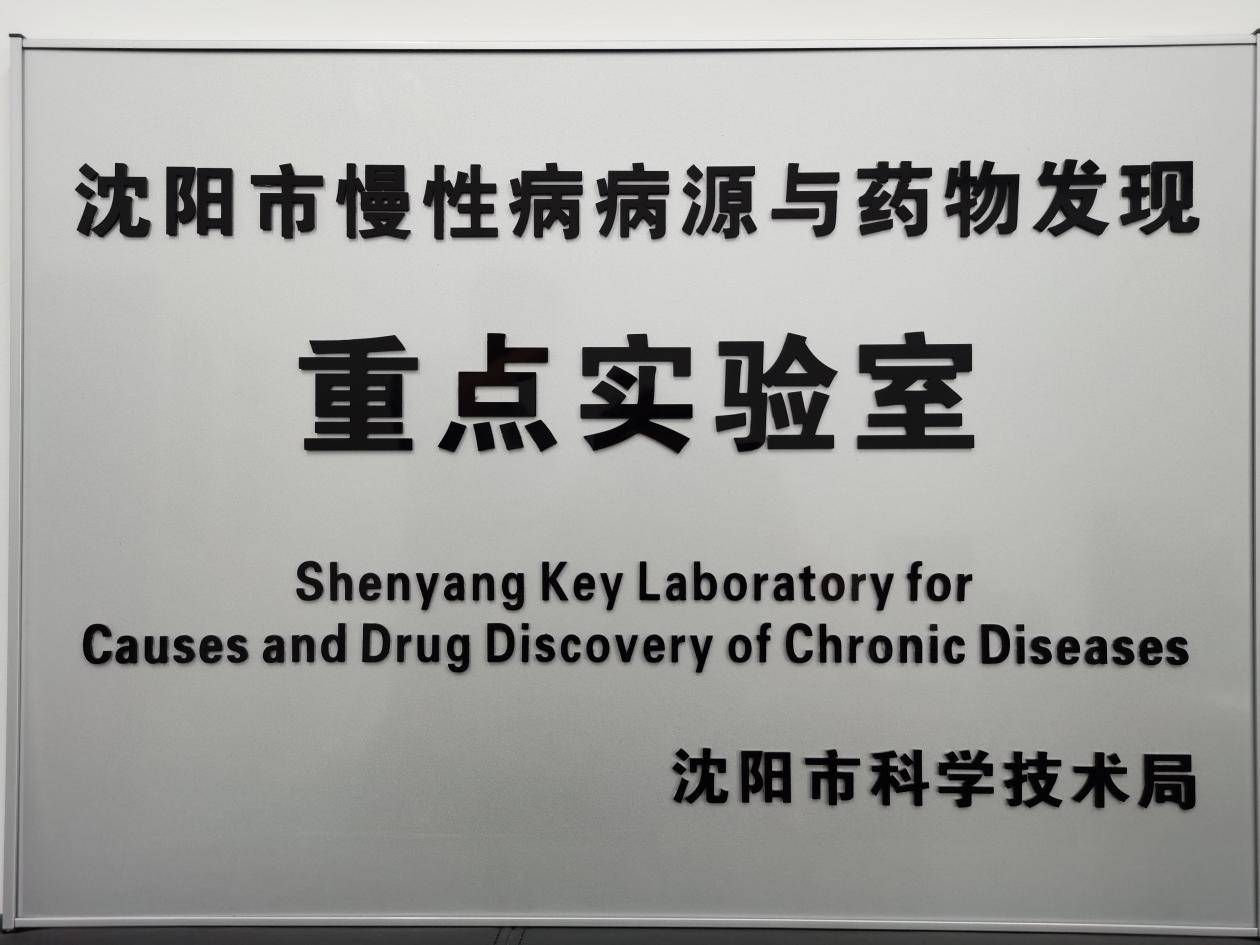 沈阳市慢性病病源与药物发现
重点实验室
Shenyang Key Laboratory for
Causes and Drug Discovery of Chronic Diseases
沈阳市科学技术局